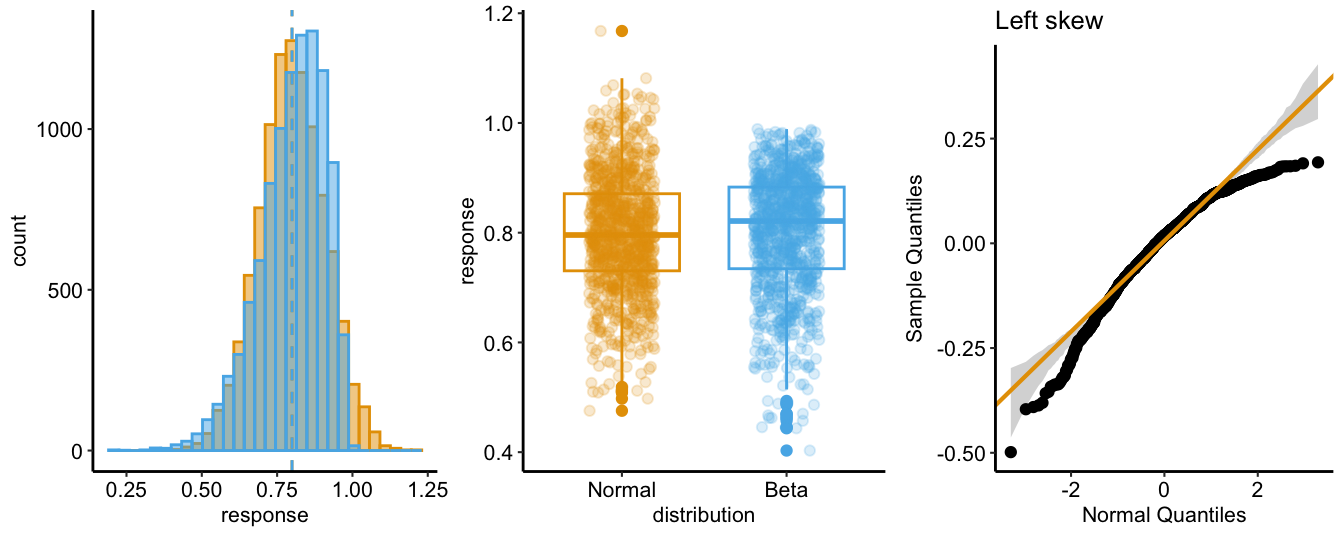 count
1000
500
0
0.25 0.50 0.75 1.00 1.25
response
response
1.2
1.0
0.8
0.6
0.4
Normal Beta
distribution
Left skew
Sample Quantiles
0.25
0.00
-0.25
-0.50
-2 0 2
Normal Quantiles